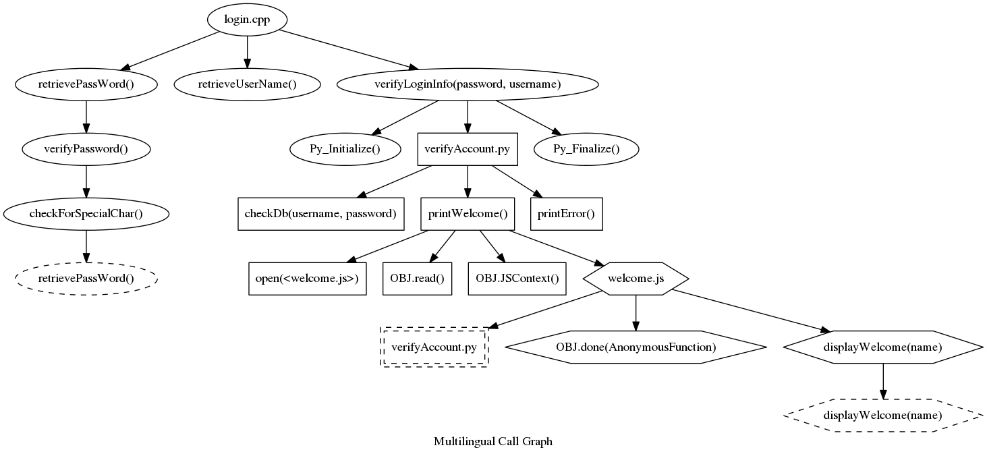 login.cpp
retrievePassWord()
retrieveUserName()
verifyLoginInfo(password, username)
verifyPassword()
Py_Initialize()
verifyAccount.py
Py_Finalize()
checkForSpecialChar()
checkDb(username, password)
printWelcome()
printError()
retrievePassWord()
open(<welcome.js>)
OBJ.read()
OBJ.JSContext()
welcome.js
verifyAccount.py
OBJ.done(AnonymousFunction)
displayWelcome(name)
displayWelcome(name)
Multilingual Call Graph